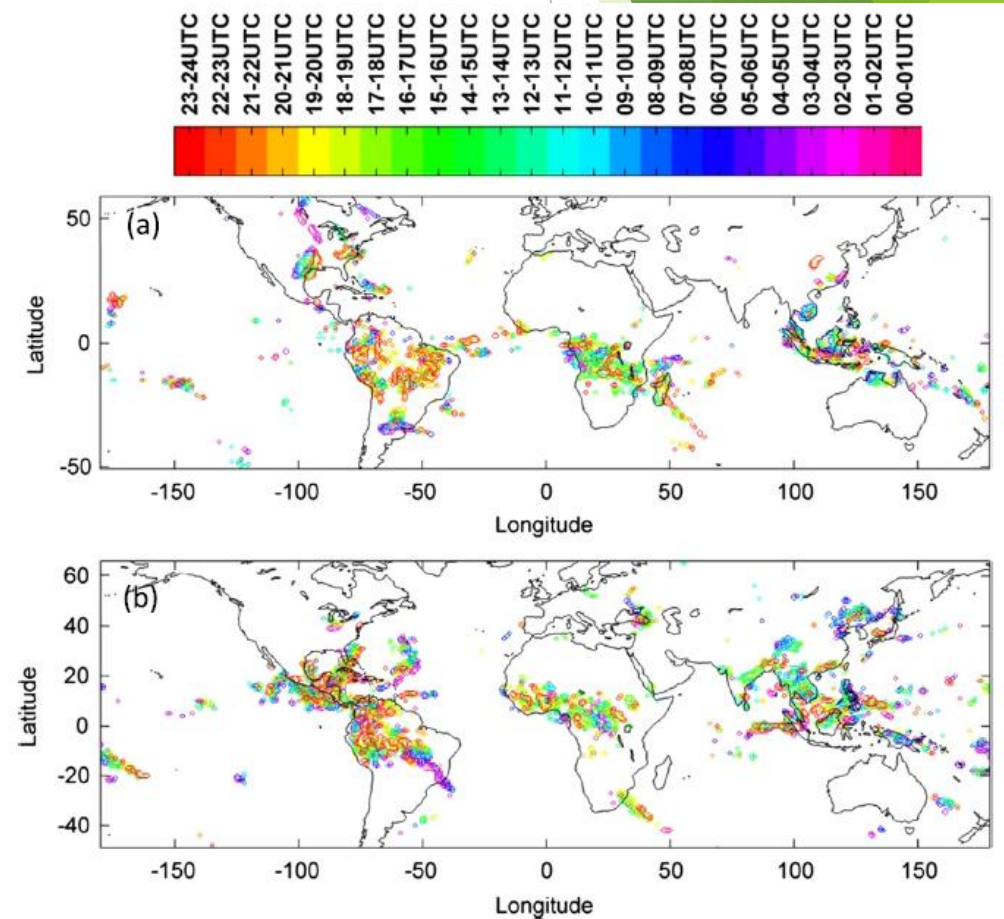 23-24UTC
22-23UTC
21-22UTC
20-21UTC
19-20UTC
18-19UTC
17-18UTC
16-17UTC
15-16UTC
14-15UTC
13-14UTC
12-13UTC
11-12UTC
10-11UTC
09-10UTC
08-09UTC
07-08UTC
06-07UTC
05-06UTC
04-05UTC
03-04UTC
02-03UTC
01-02UTC
00-01UTC
(a)
50
0
-50
Latitude
-150 -100 -50 0 50 100 150
Longitude
(b)
60
40
20
0
-20
-40
Latitude
-150 -100 -50 0 50 100 150
Longitude